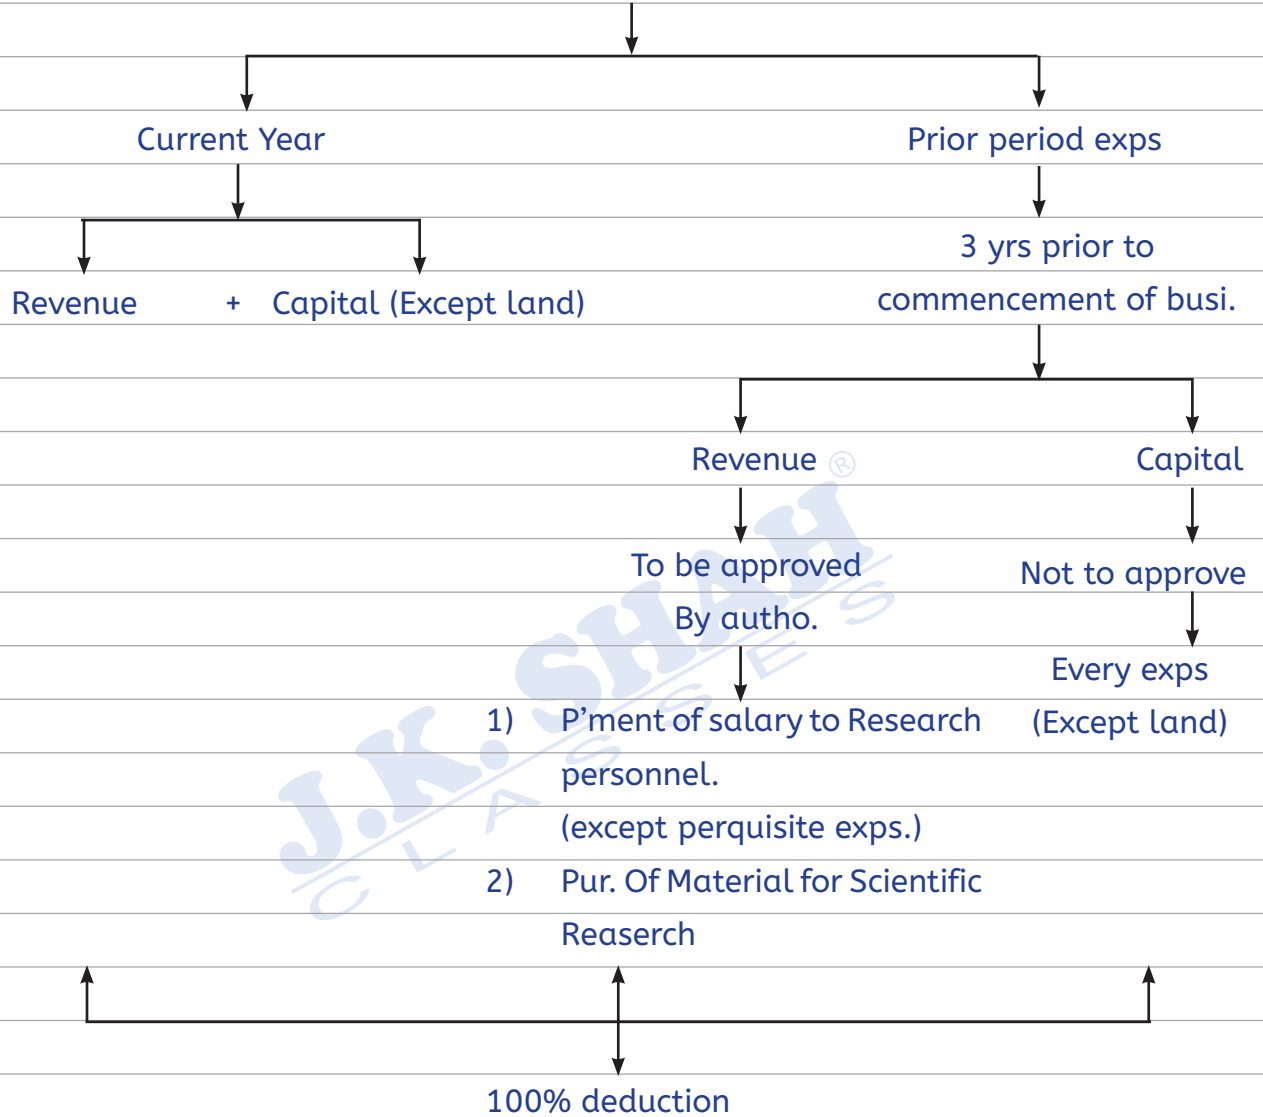 Current Year
Prior period exps
3 yrs prior to
commencement of busi.
Revenue + Capital (Except land)
Revenue
Capital
To be approved
By autho.
Not to approve
Every exps
(Except land)
1) P’ment of salary to Research
personnel.
(except perquisite exps.)
2) Pur. Of Material for Scientific
Reaserch
100% deduction
J.K. SHAH ®
CLASSES